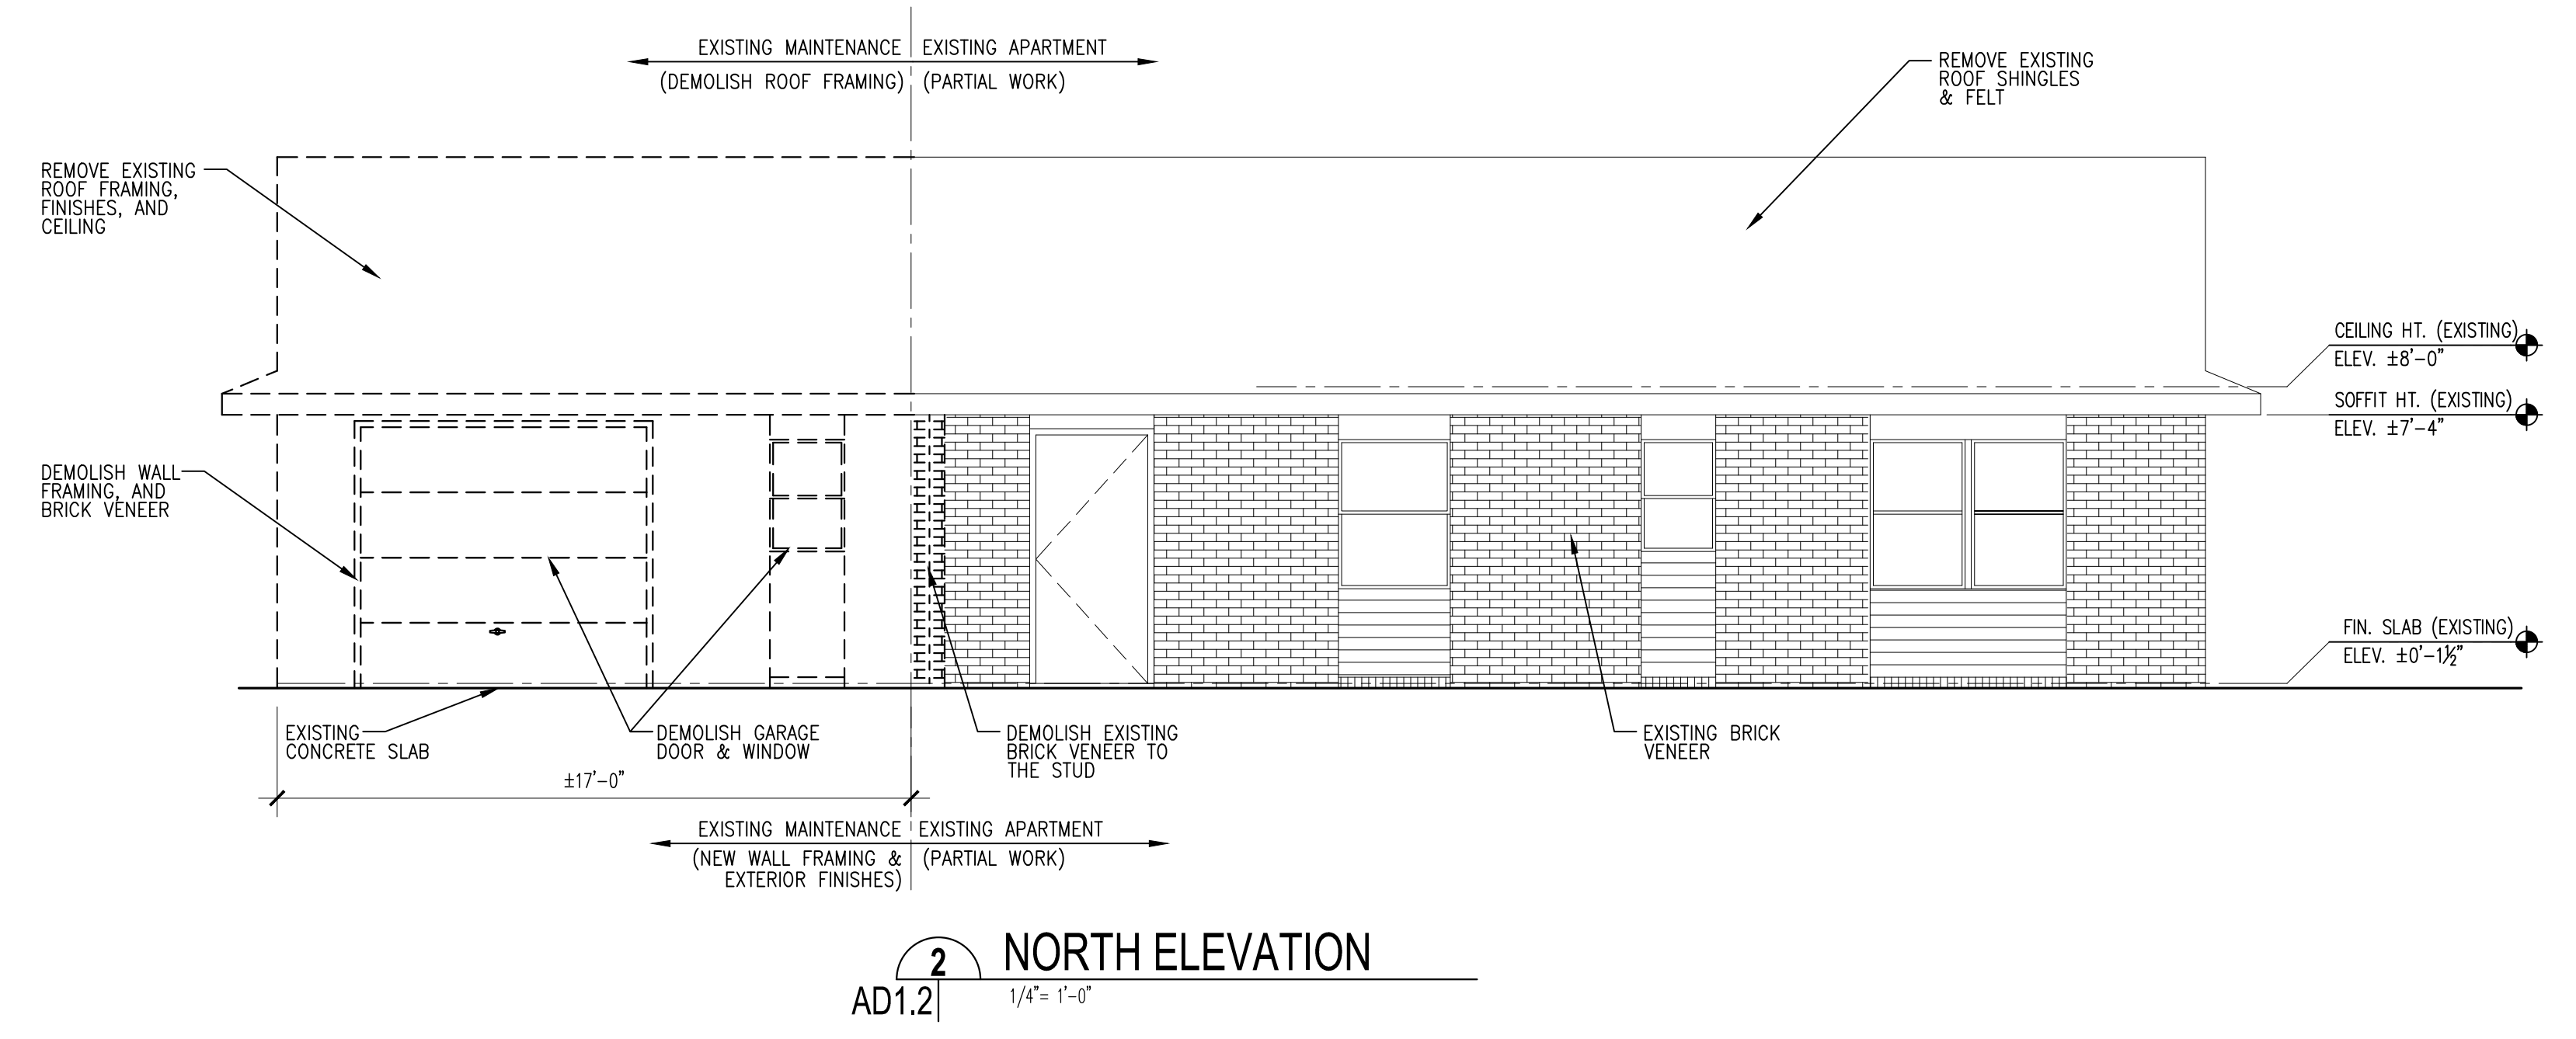 EXISTING MAINTENANCE
(DEMOLISH ROOF FRAMING)
EXISTING APARTMENT
(PARTIAL WORK)
REMOVE EXISTING
ROOF SHINGLES
& FELT
REMOVE EXISTING
ROOF FRAMING,
FINISHES, AND
CEILING
CEILING HT. (EXISTING)
ELEV. ±8'-0"
SOFFIT HT. (EXISTING)
ELEV. ±7'-4"
DEMOLISH WALL
FRAMING, AND
BRICK VENEER
FIN. SLAB (EXISTING)
ELEV. ±0'-1½"
EXISTING
CONCRETE SLAB
DEMOLISH GARAGE
DOOR & WINDOW
DEMOLISH EXISTING
BRICK VENEER TO
THE STUD
EXISTING BRICK
VENEER
±17'-0"
EXISTING MAINTENANCE
(NEW WALL FRAMING &
EXTERIOR FINISHES)
EXISTING APARTMENT
(PARTIAL WORK)
2
AD1.2
NORTH ELEVATION
1/4"= 1'-0"